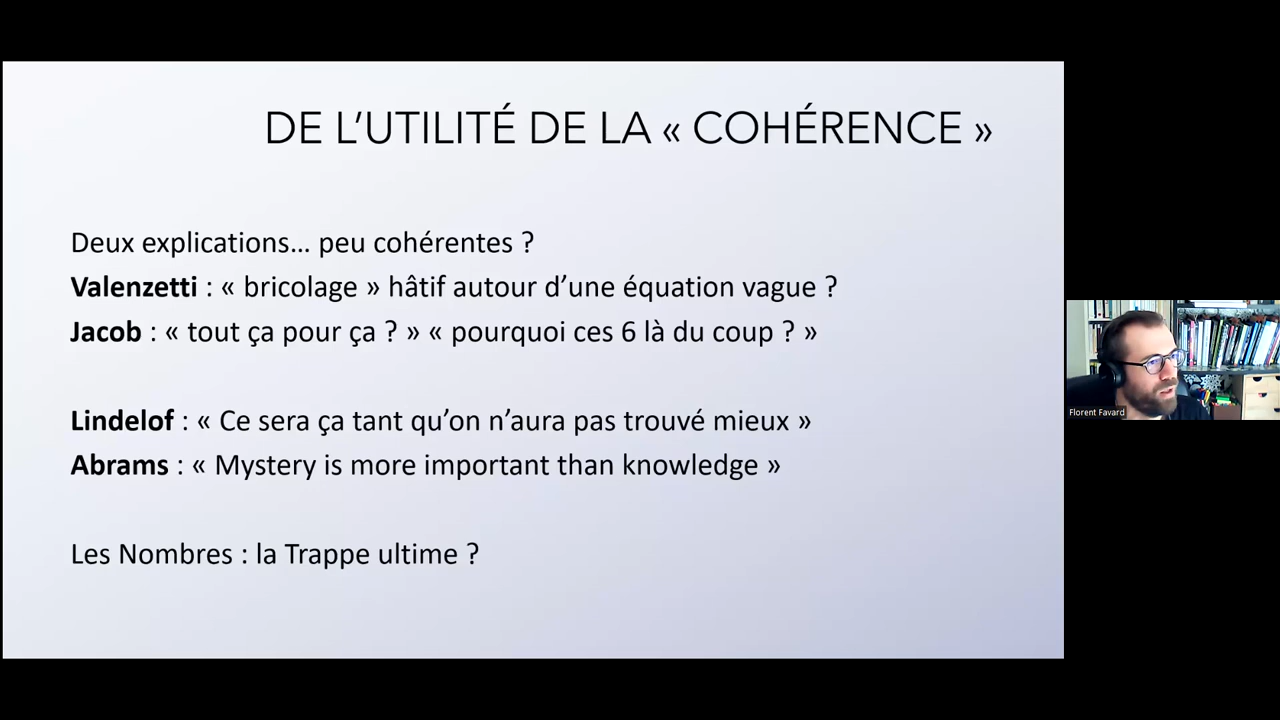 DE L'UTILITÉ DE LA « COHÉRENCE »
Deux explications… peu cohérentes ?
Valenzetti : « bricolage » hâtif autour d'une équation vague ?
Jacob : « tout ça pour ça ? » « pourquoi ces 6 là du coup ? »
Lindelof : « Ce sera ça tant qu'on n'aura pas trouvé mieux »
Abrams : « Mystery is more important than knowledge »
Les Nombres : la Trappe ultime ?
Florent Favard